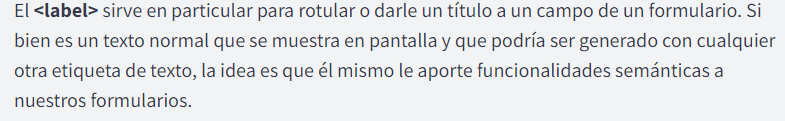 El <label> sirve en particular para rotular o darle un título a un campo de un formulario. Si
bien es un texto normal que se muestra en pantalla y que podría ser generado con cualquier
otra etiqueta de texto, la idea es que él mismo le aporte funcionalidades semánticas a
nuestros formularios.